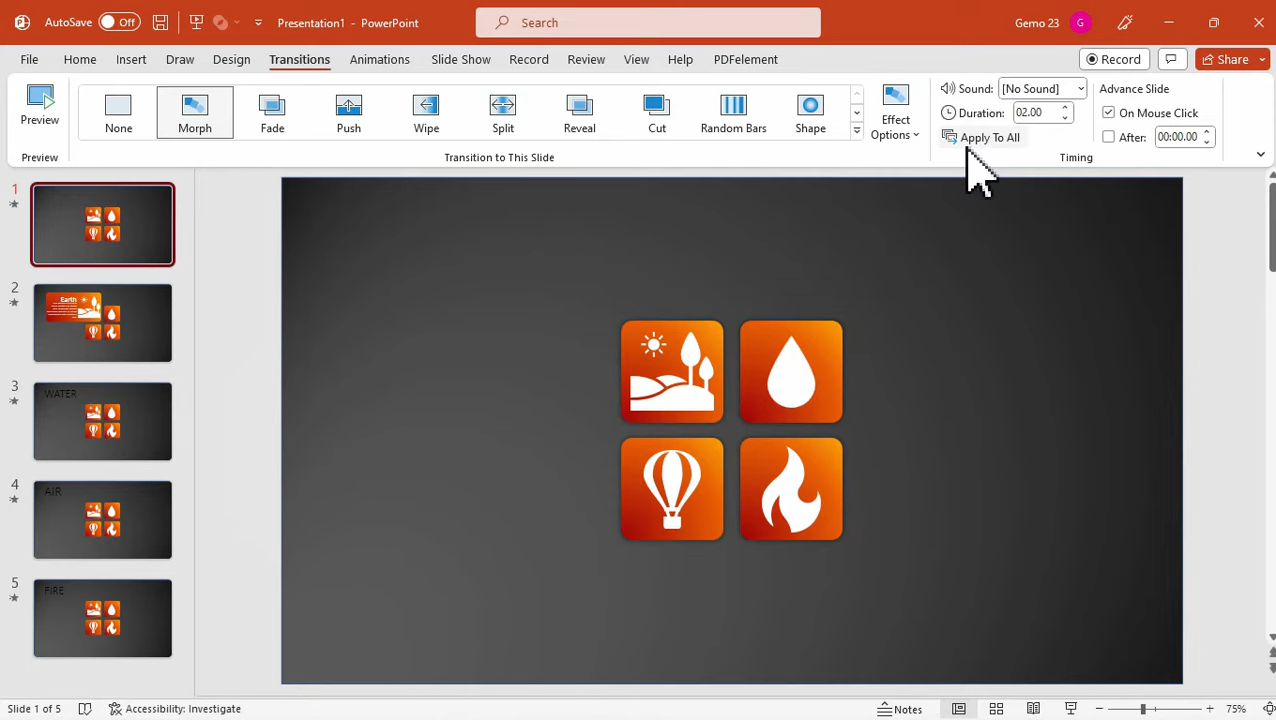 AutoSave Off Presentation1 - PowerPoint Search Gemo 23 G
File Home Insert Draw Design Transitions Animations Slide Show Record Review View Help PDFelement Record Share
Preview None Morph Fade Push Wipe Split Reveal Cut Random Bars Shape Effect Options
Sound: [No Sound] Advance Slide
Duration: 02.00 On Mouse Click
Apply To All After: 00:00.00
Preview Transition to This Slide Timing
1
2
Earth
3
WATER
4
AIR
5
FIRE
Slide 1 of 5 Accessibility: Investigate Notes 75%